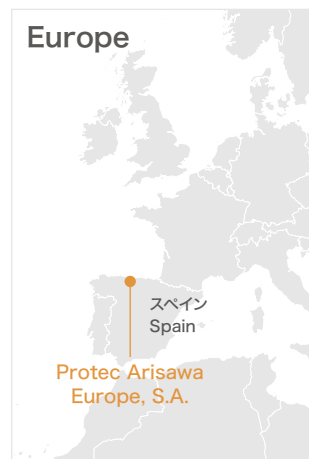 Europe
スペイン
Spain
Protec Arisawa
Europe, S.A.